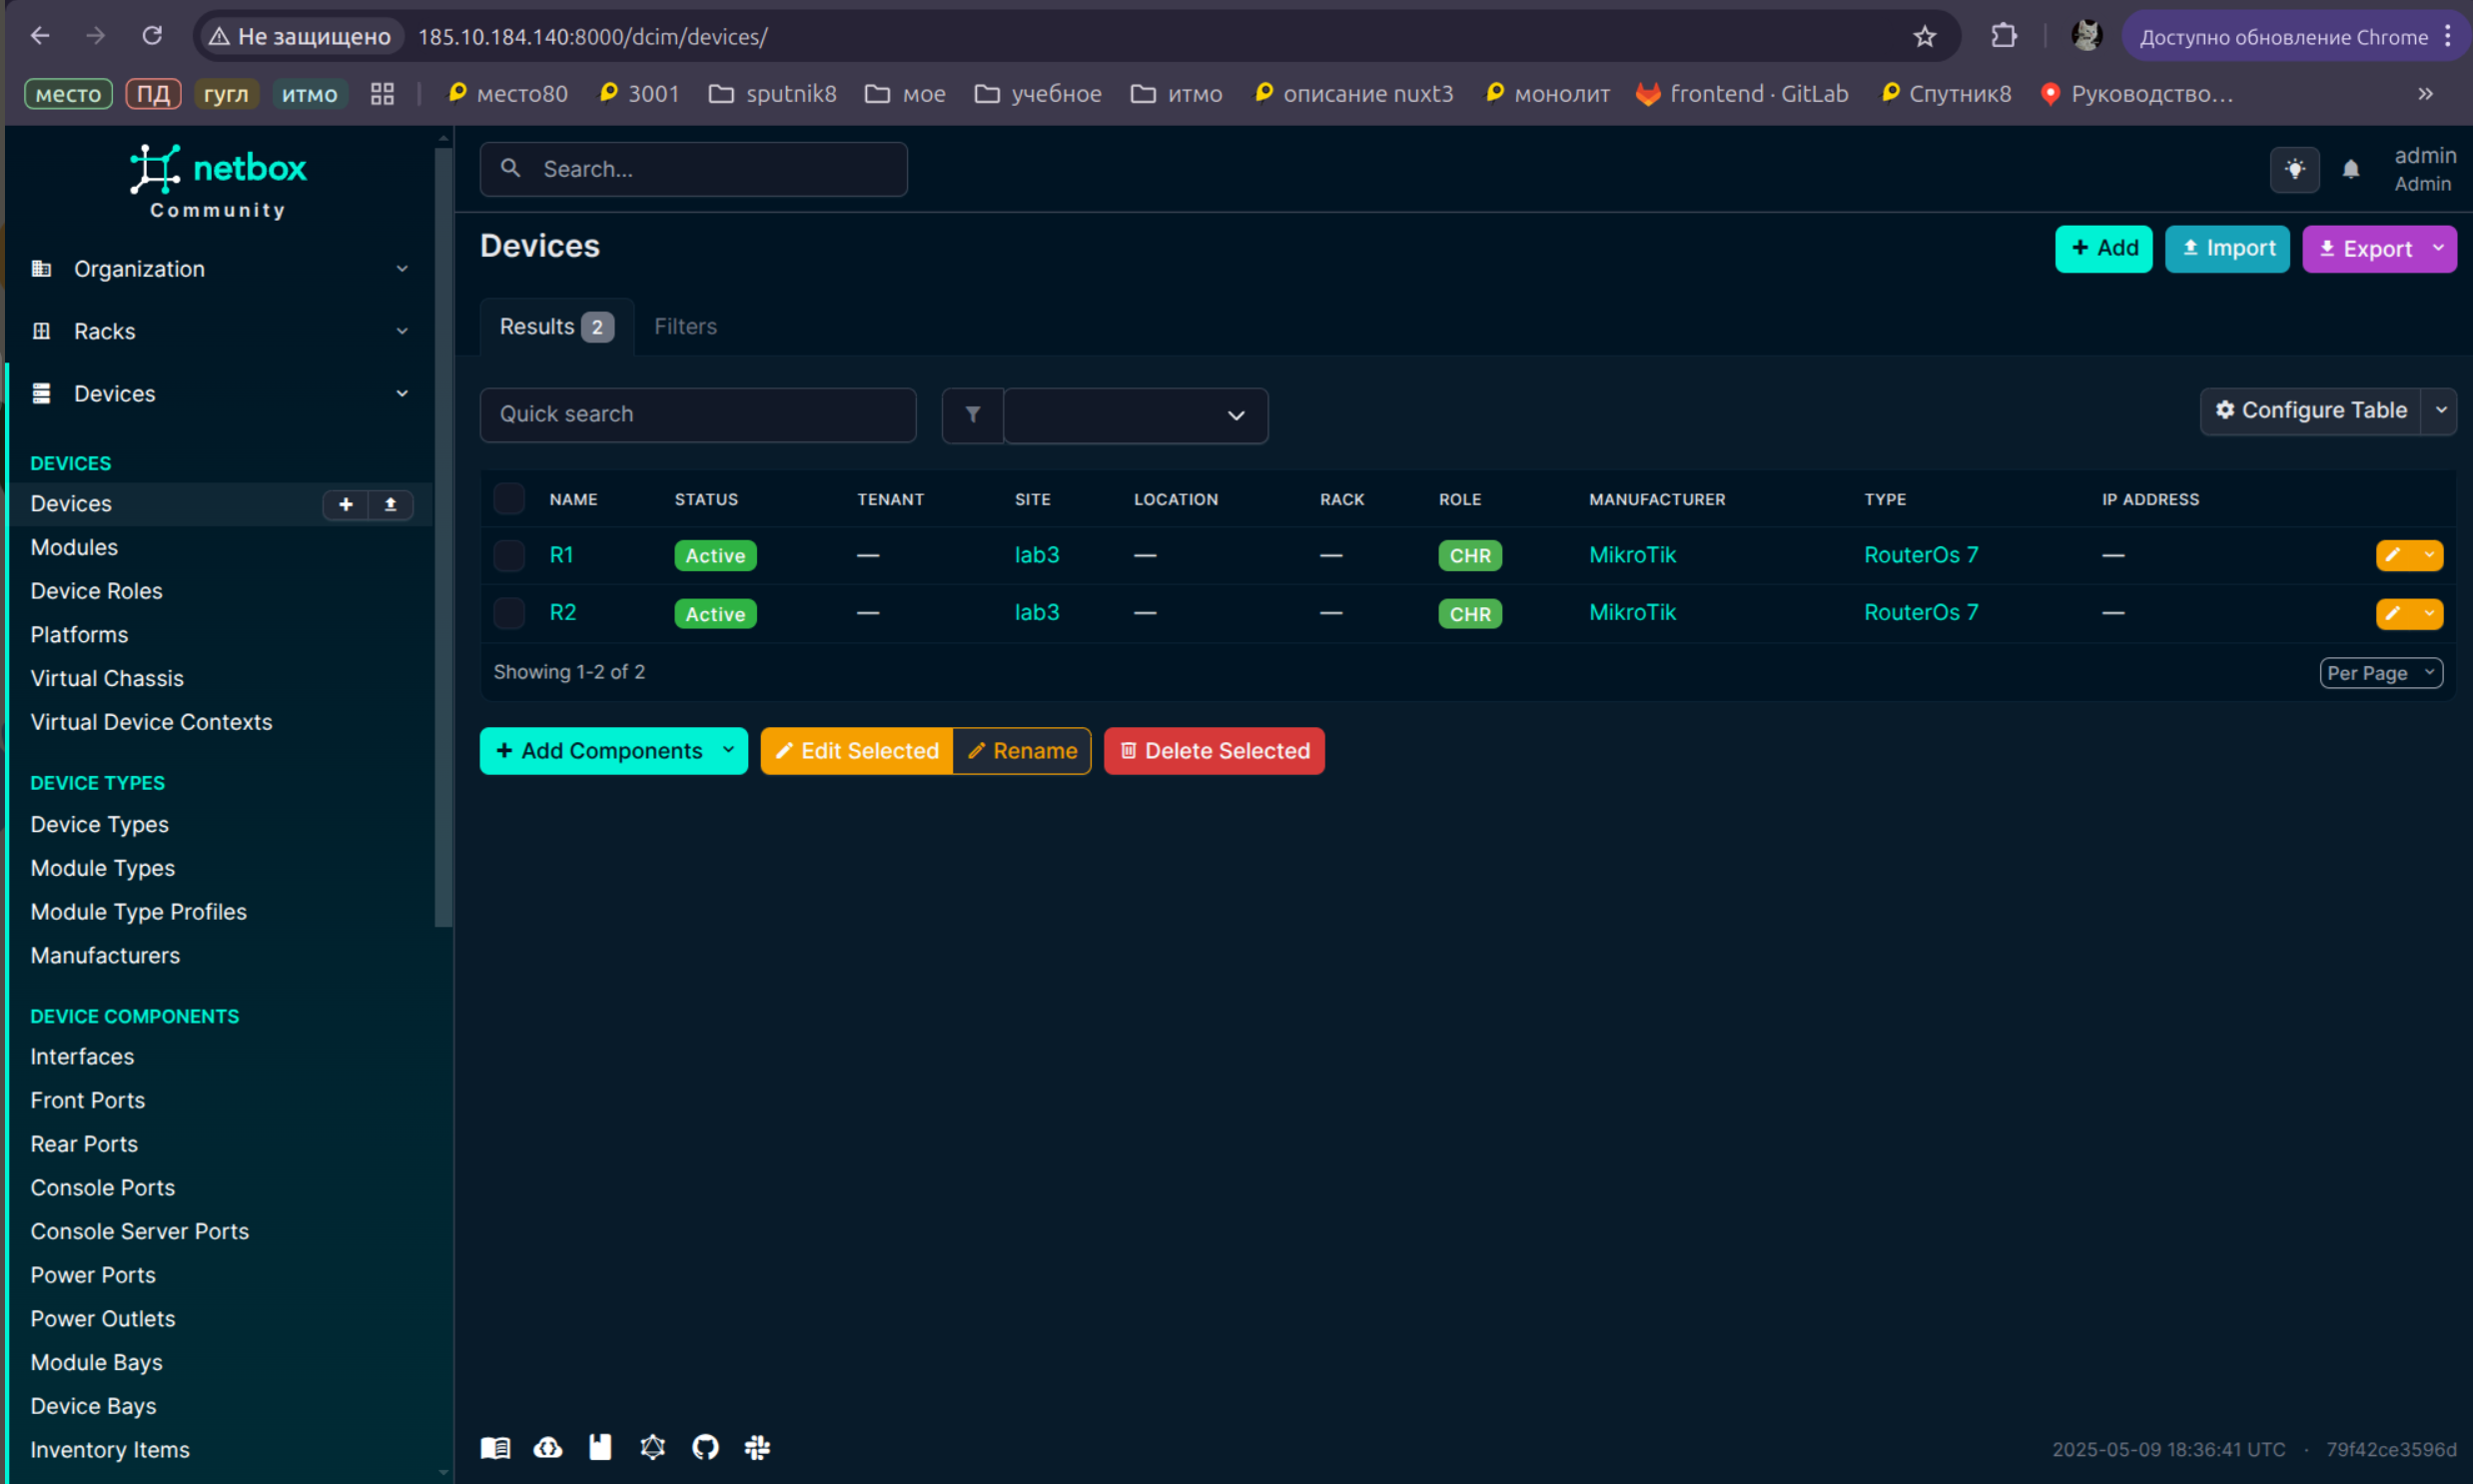 Не защищено 185.10.184.140:8000/dcim/devices/ Доступно обновление Chrome
место ПД гугл итмо место80 3001 sputnik8 мое учебное итмо описание nuxt3 монолит frontend · GitLab Спутник8 Руководство... »
netbox
Community
Search...
admin
Admin
Organization
Racks
Devices
DEVICES
Devices
Modules
Device Roles
Platforms
Virtual Chassis
Virtual Device Contexts
DEVICE TYPES
Device Types
Module Types
Module Type Profiles
Manufacturers
DEVICE COMPONENTS
Interfaces
Front Ports
Rear Ports
Console Ports
Console Server Ports
Power Ports
Power Outlets
Module Bays
Device Bays
Inventory Items
Devices
+ Add Import Export
Results 2 Filters
Quick search
Configure Table
NAME STATUS TENANT SITE LOCATION RACK ROLE MANUFACTURER TYPE IP ADDRESS
R1 Active — lab3 — — CHR MikroTik RouterOs 7 —
R2 Active — lab3 — — CHR MikroTik RouterOs 7 —
Showing 1-2 of 2
Per Page
+ Add Components Edit Selected Rename Delete Selected
2025-05-09 18:36:41 UTC · 79f42ce3596d